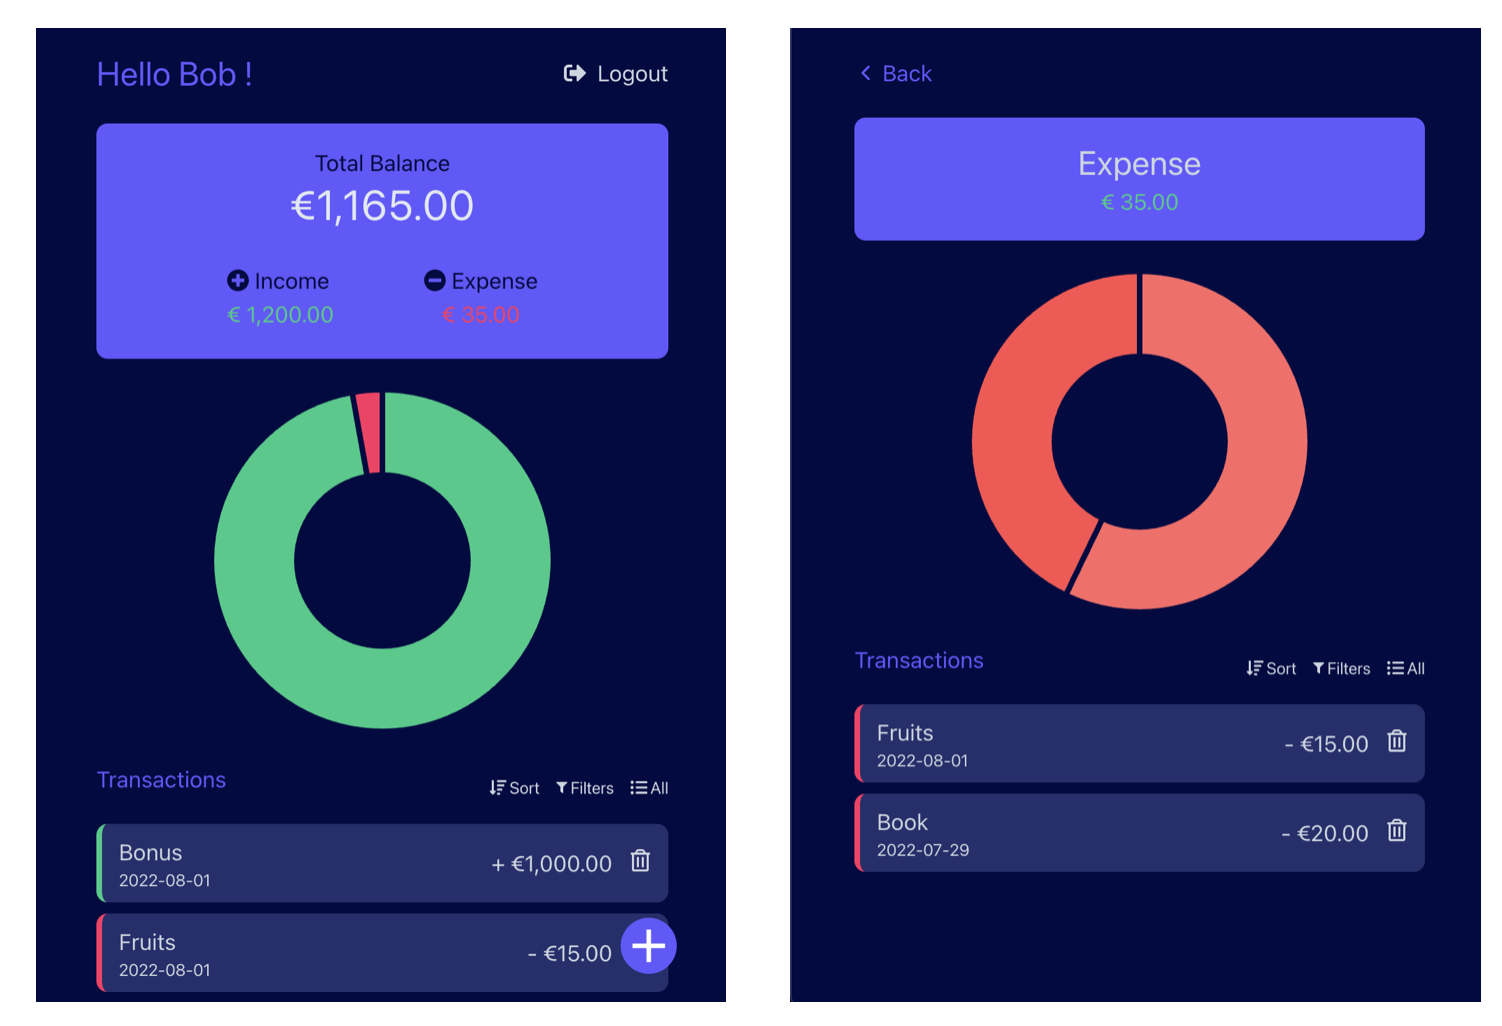 Hello Bob !
Logout
Total Balance
€1,165.00
Income
Expense
€ 1,200.00
€ 35.00
Transactions
Sort
Filters
All
Bonus
2022-08-01
+ €1,000.00
Fruits
2022-08-01
- €15.00
Back
Expense
€ 35.00
Transactions
Sort
Filters
All
Fruits
2022-08-01
- €15.00
Book
2022-07-29
- €20.00